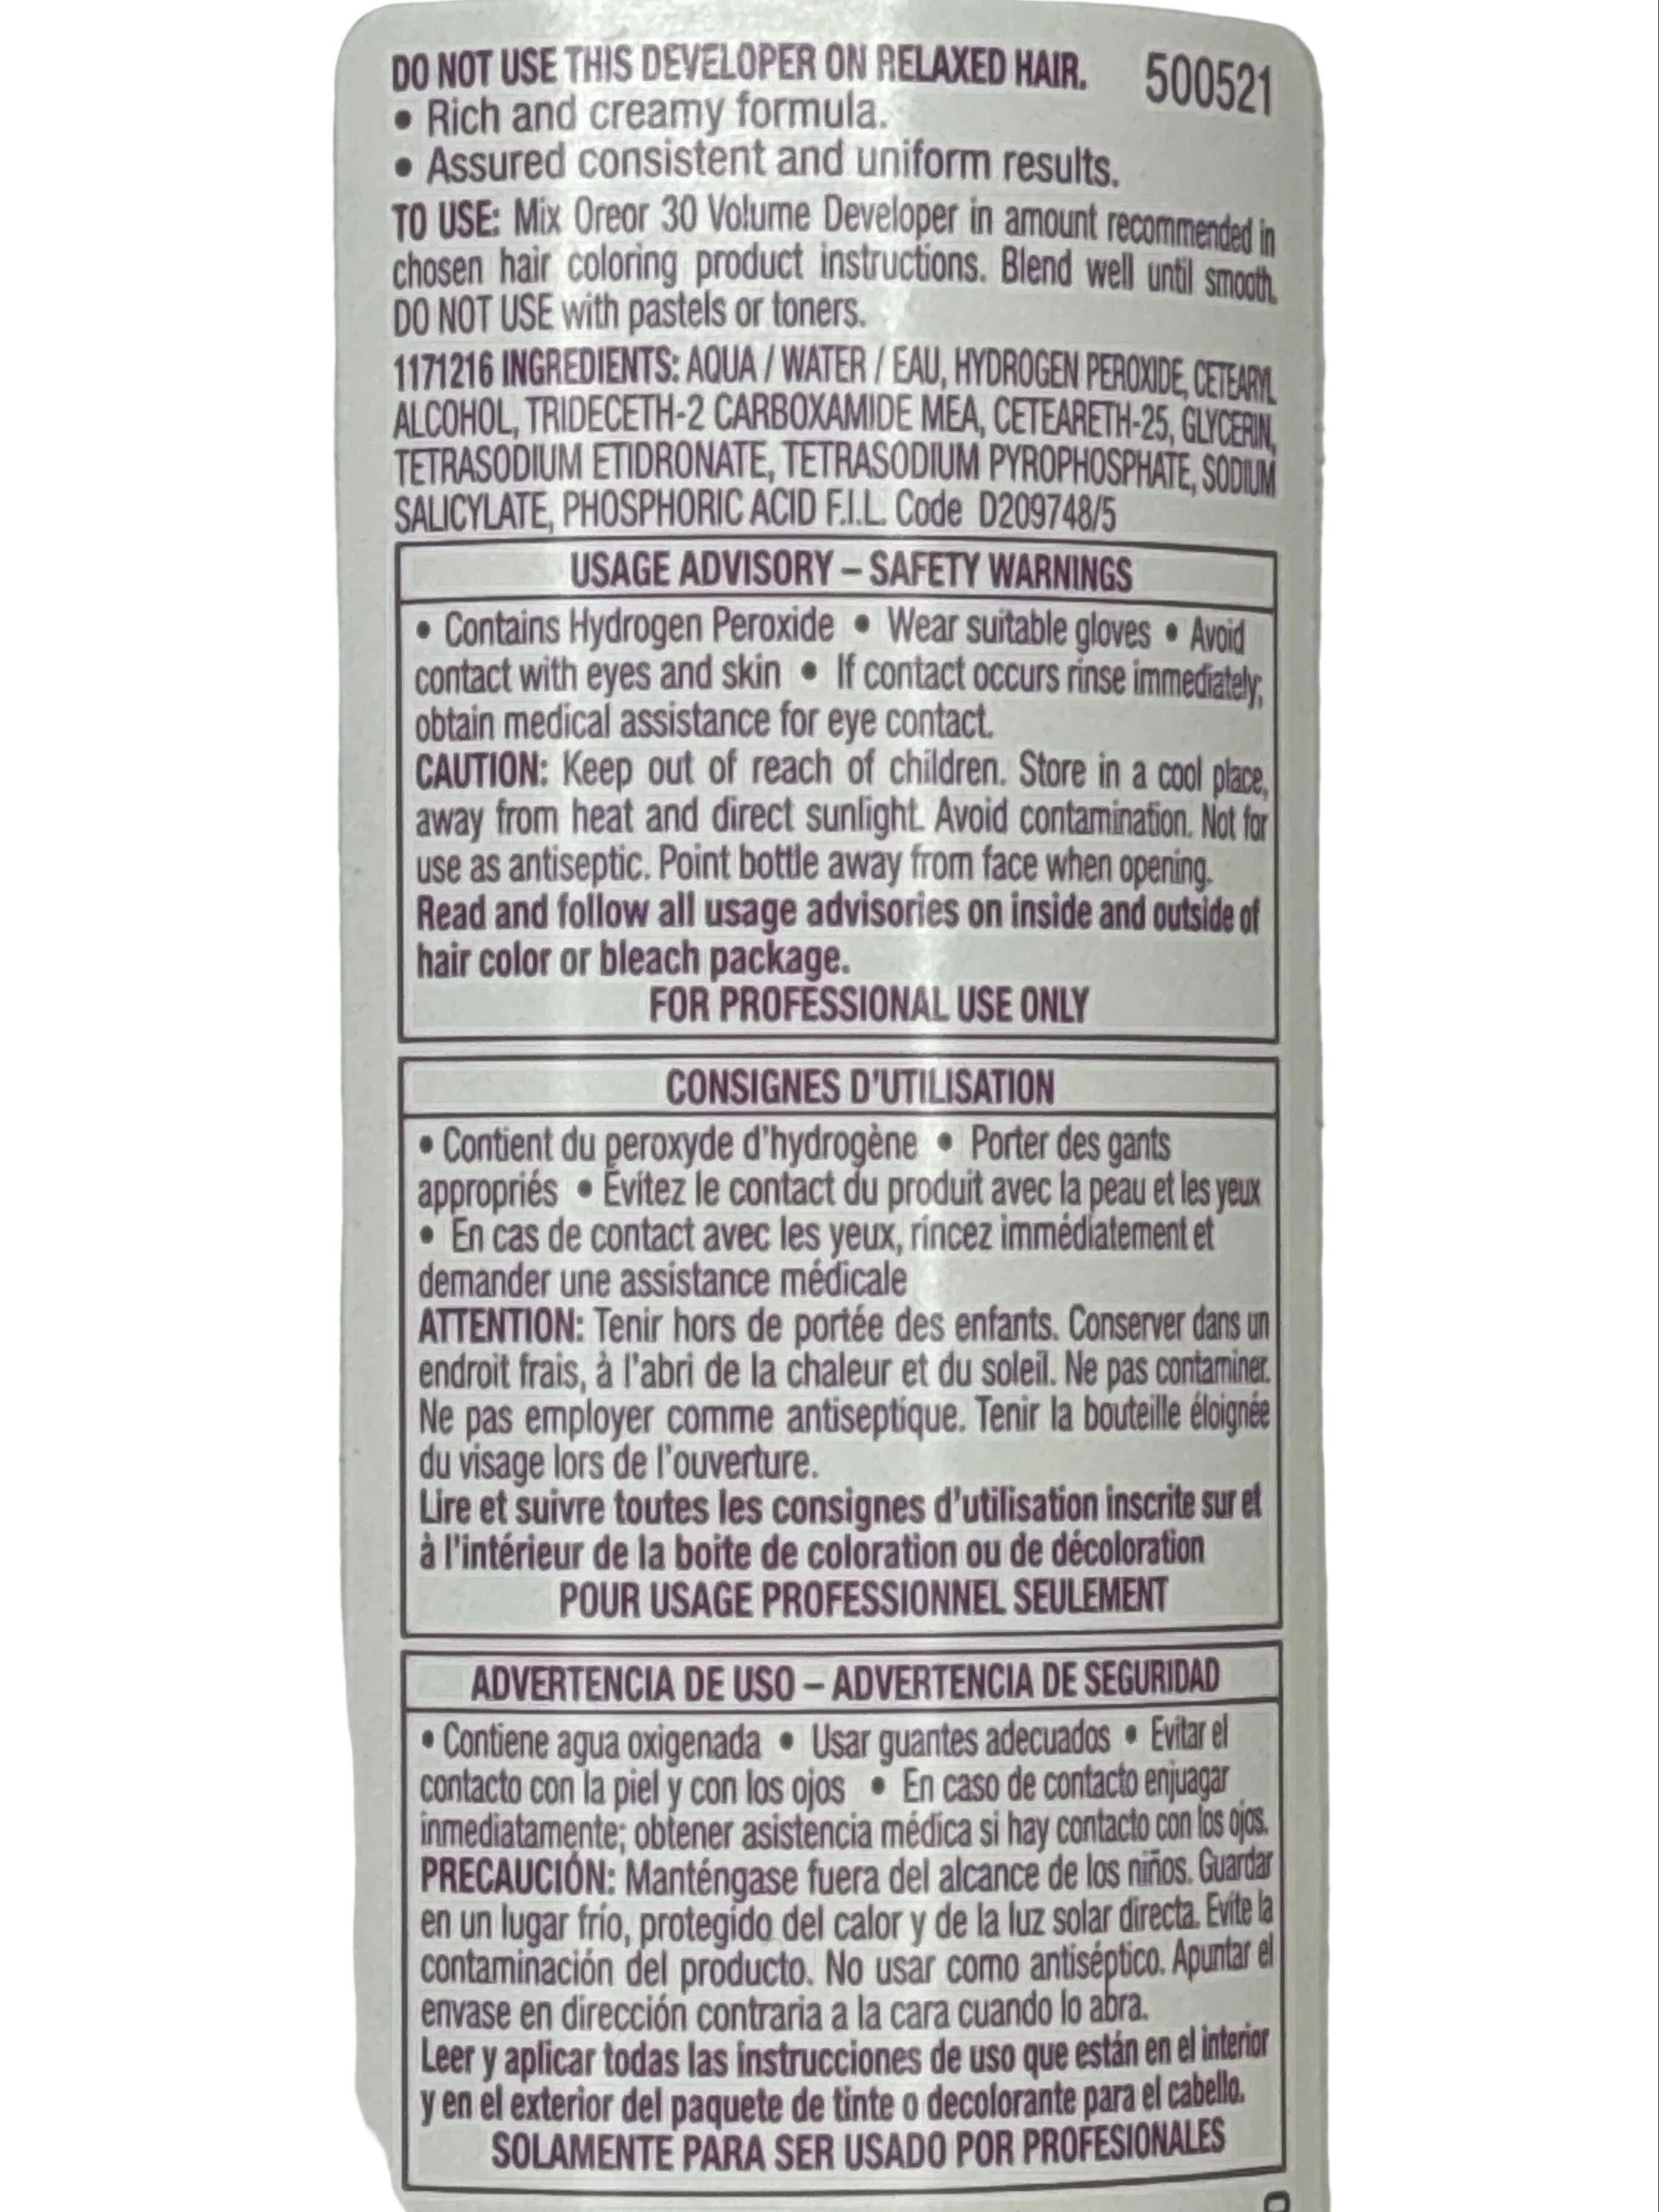 DO NOT USE THIS DEVELOPER ON RELAXED HAIR. 500521
• Rich and creamy formula.
• Assured consistent and uniform results.
TO USE: Mix Oreor 30 Volume Developer in amount recommended in
chosen hair coloring product instructions. Blend well until smooth.
DO NOT USE with pastels or toners.
1171216 INGREDIENTS: AQUA / WATER / EAU, HYDROGEN PEROXIDE, CETEARYL
ALCOHOL, TRIDECETH-2 CARBOXAMIDE MEA, CETEARETH-25, GLYCERIN,
TETRASODIUM ETIDRONATE, TETRASODIUM PYROPHOSPHATE, SODIUM
SALICYLATE, PHOSPHORIC ACID F.I.L. Code D209748/5
USAGE ADVISORY – SAFETY WARNINGS
• Contains Hydrogen Peroxide • Wear suitable gloves • Avoid
contact with eyes and skin • If contact occurs rinse immediately;
obtain medical assistance for eye contact.
CAUTION: Keep out of reach of children. Store in a cool place,
away from heat and direct sunlight. Avoid contamination. Not for
use as antiseptic. Point bottle away from face when opening.
Read and follow all usage advisories on inside and outside of
hair color or bleach package.
FOR PROFESSIONAL USE ONLY
CONSIGNES D'UTILISATION
• Contient du peroxyde d'hydrogène • Porter des gants
appropriés • Évitez le contact du produit avec la peau et les yeux
• En cas de contact avec les yeux, rincez immédiatement et
demander une assistance médicale
ATTENTION: Tenir hors de portée des enfants. Conserver dans un
endroit frais, à l'abri de la chaleur et du soleil. Ne pas contaminer.
Ne pas employer comme antiseptique. Tenir la bouteille éloignée
du visage lors de l'ouverture.
Lire et suivre toutes les consignes d'utilisation inscrite sur et
à l'intérieur de la boite de coloration ou de décoloration
POUR USAGE PROFESSIONNEL SEULEMENT
ADVERTENCIA DE USO – ADVERTENCIA DE SEGURIDAD
• Contiene agua oxigenada • Usar guantes adecuados • Evitar el
contacto con la piel y con los ojos • En caso de contacto enjuagar
inmediatamente; obtener asistencia médica si hay contacto con los ojos.
PRECAUCIÓN: Manténgase fuera del alcance de los niños. Guardar
en un lugar frío, protegido del calor y de la luz solar directa. Evite la
contaminación del producto. No usar como antiséptico. Apuntar el
envase en dirección contraria a la cara cuando lo abra.
Leer y aplicar todas las instrucciones de uso que están en el interior
y en el exterior del paquete de tinte o decolorante para el cabello.
SOLAMENTE PARA SER USADO POR PROFESIONALES